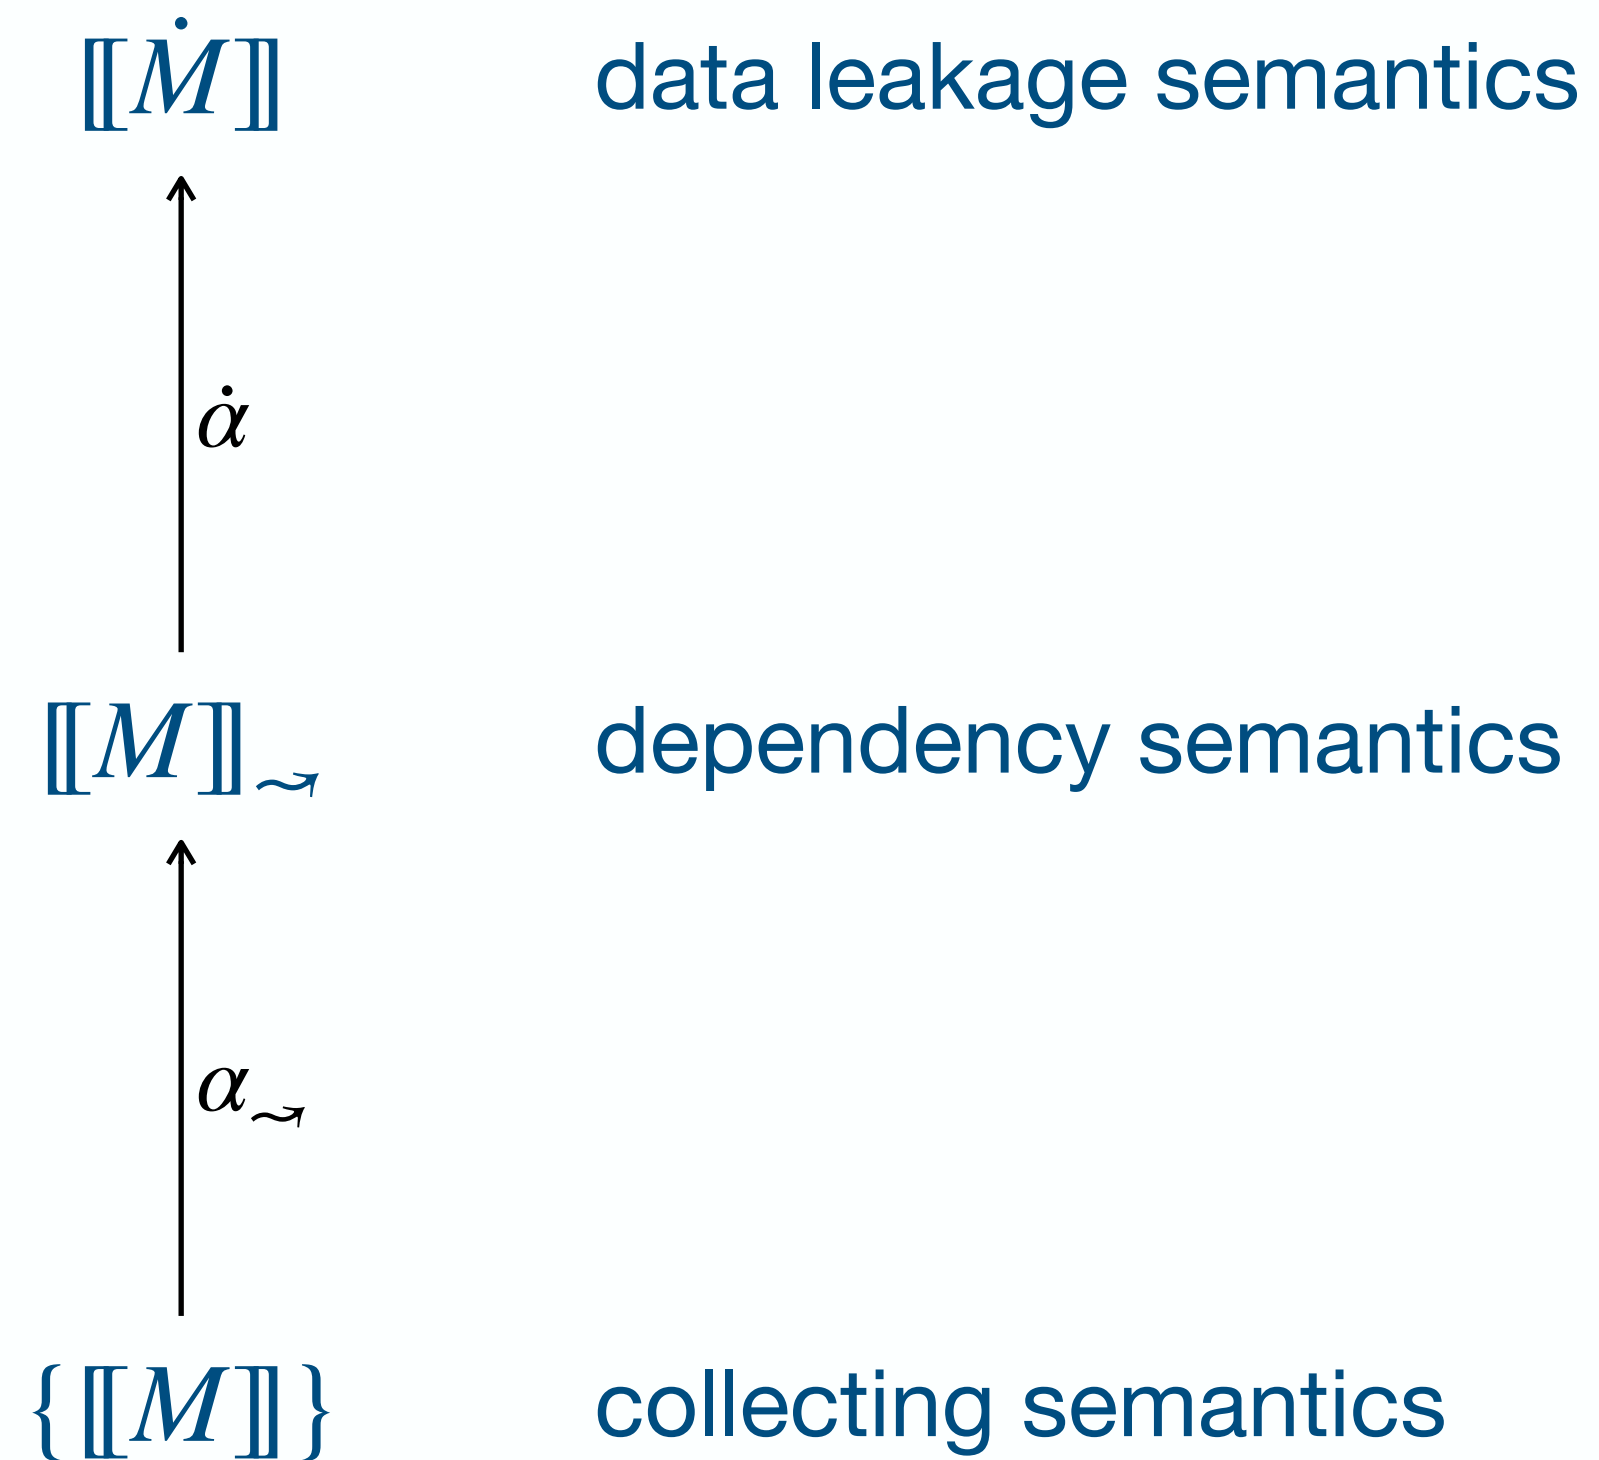 ⟦Ṁ⟧ data leakage semantics
α̇
⟦M⟧⤳ dependency semantics
α⤳
{⟦M⟧} collecting semantics